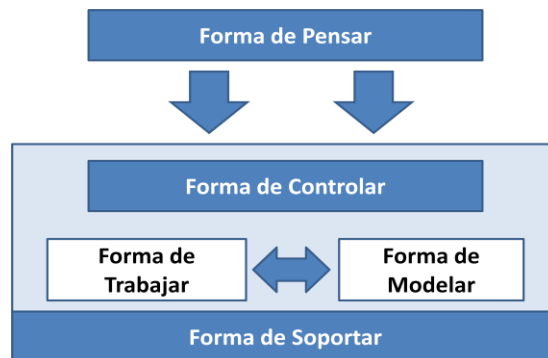 Forma de Pensar
Forma de Controlar
Forma de
Trabajar
Forma de
Modelar
Forma de Soportar